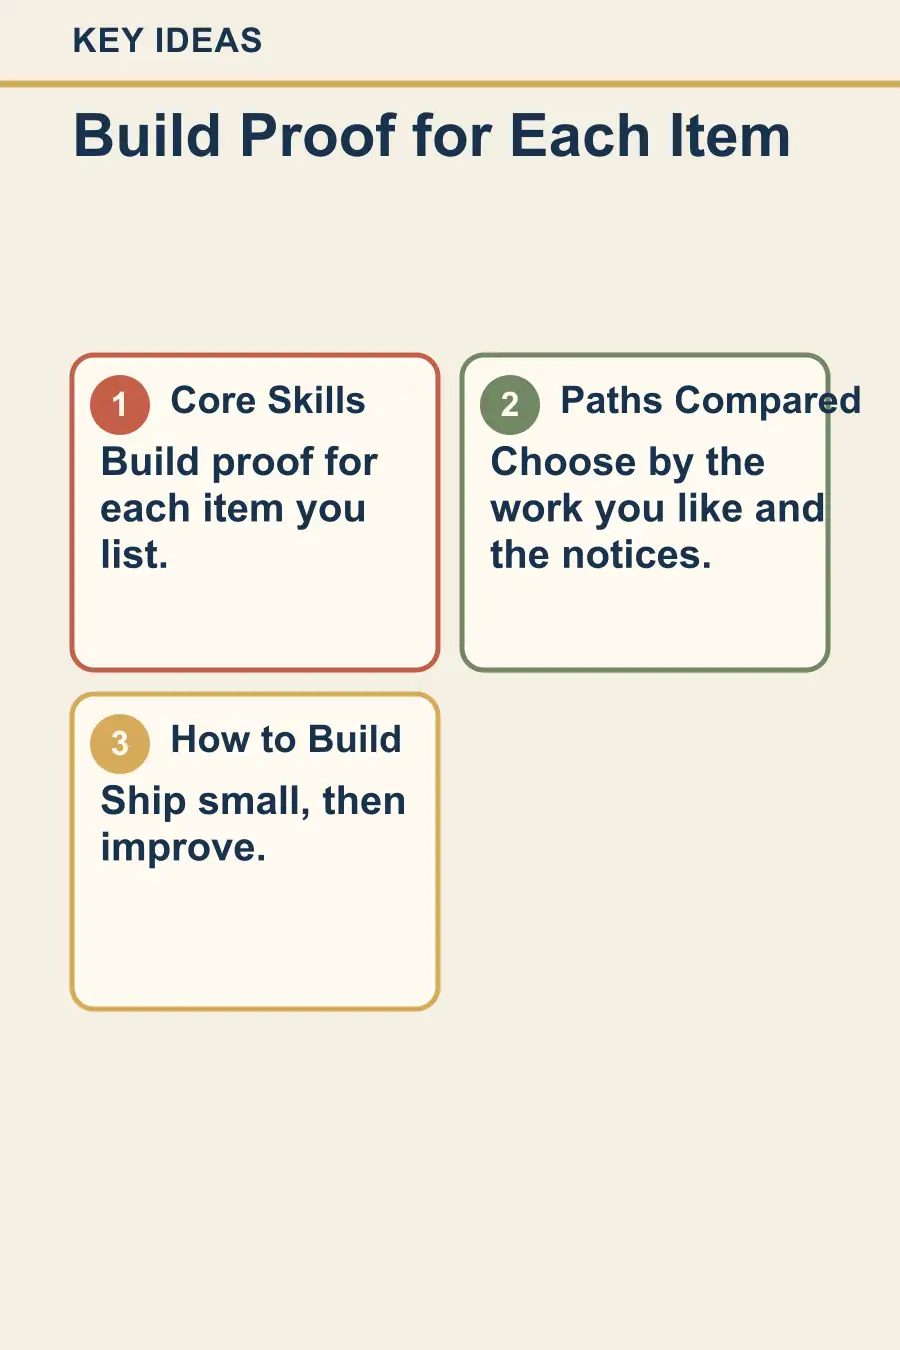 KEY IDEAS
Build Proof for Each Item
1 Core Skills
Build proof for
each item you
list.
2 Paths Compared
Choose by the
work you like and
the notices.
3 How to Build
Ship small, then
improve.